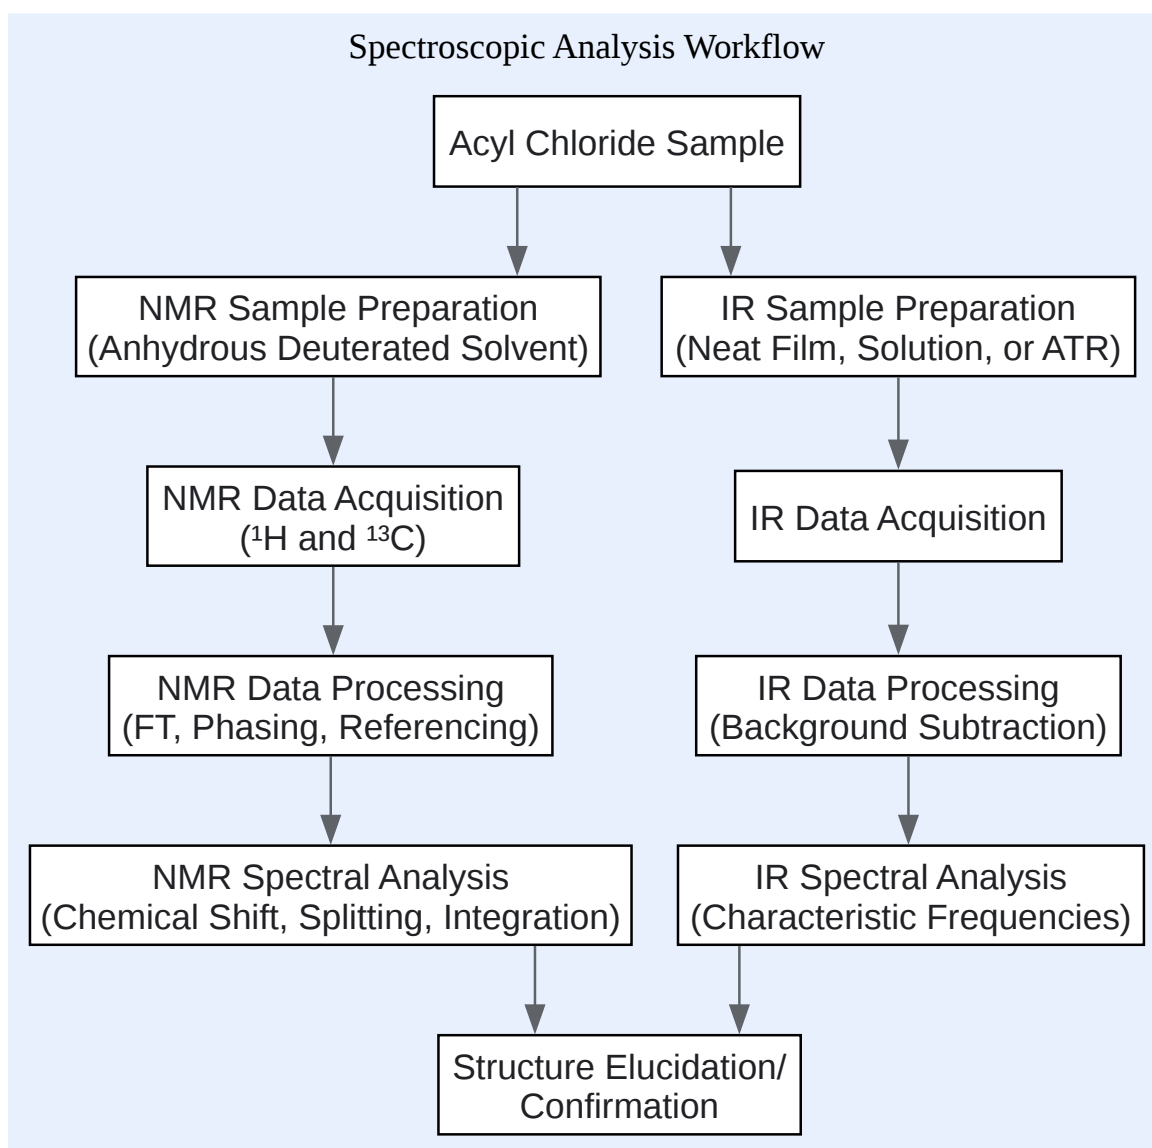 Spectroscopic Analysis Workflow
Acyl Chloride Sample
NMR Sample Preparation
(Anhydrous Deuterated Solvent)
IR Sample Preparation
(Neat Film, Solution, or ATR)
NMR Data Acquisition
(¹H and ¹³C)
IR Data Acquisition
NMR Data Processing
(FT, Phasing, Referencing)
IR Data Processing
(Background Subtraction)
NMR Spectral Analysis
(Chemical Shift, Splitting, Integration)
IR Spectral Analysis
(Characteristic Frequencies)
Structure Elucidation/
Confirmation